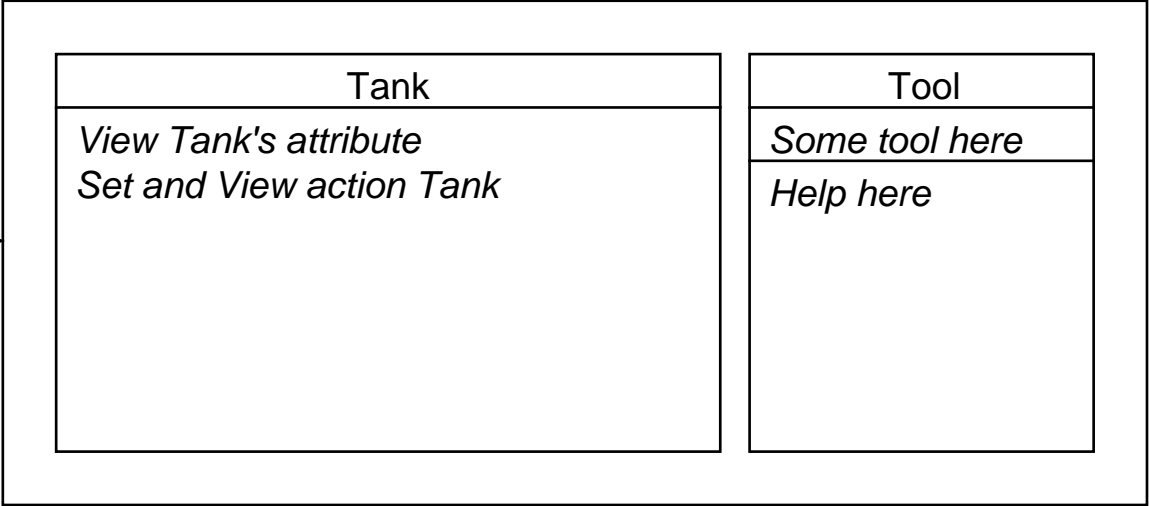 Tank
View Tank's attribute
Set and View action Tank
Tool
Some tool here
Help here